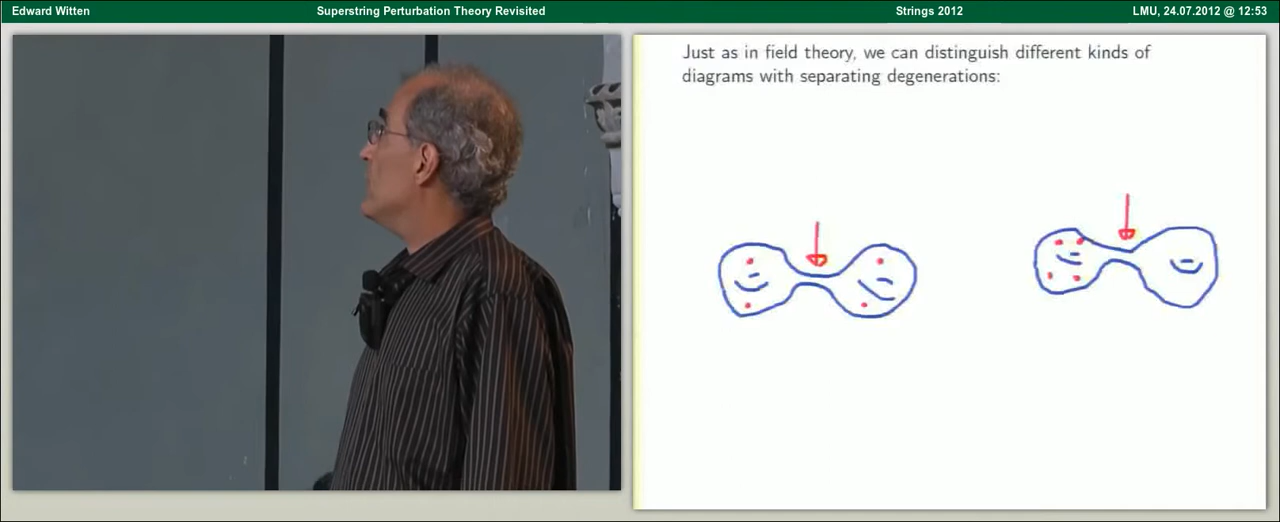 Edward Witten
Superstring Perturbation Theory Revisited
Strings 2012
LMU, 24.07.2012 @ 12:53
Just as in field theory, we can distinguish different kinds of
diagrams with separating degenerations: